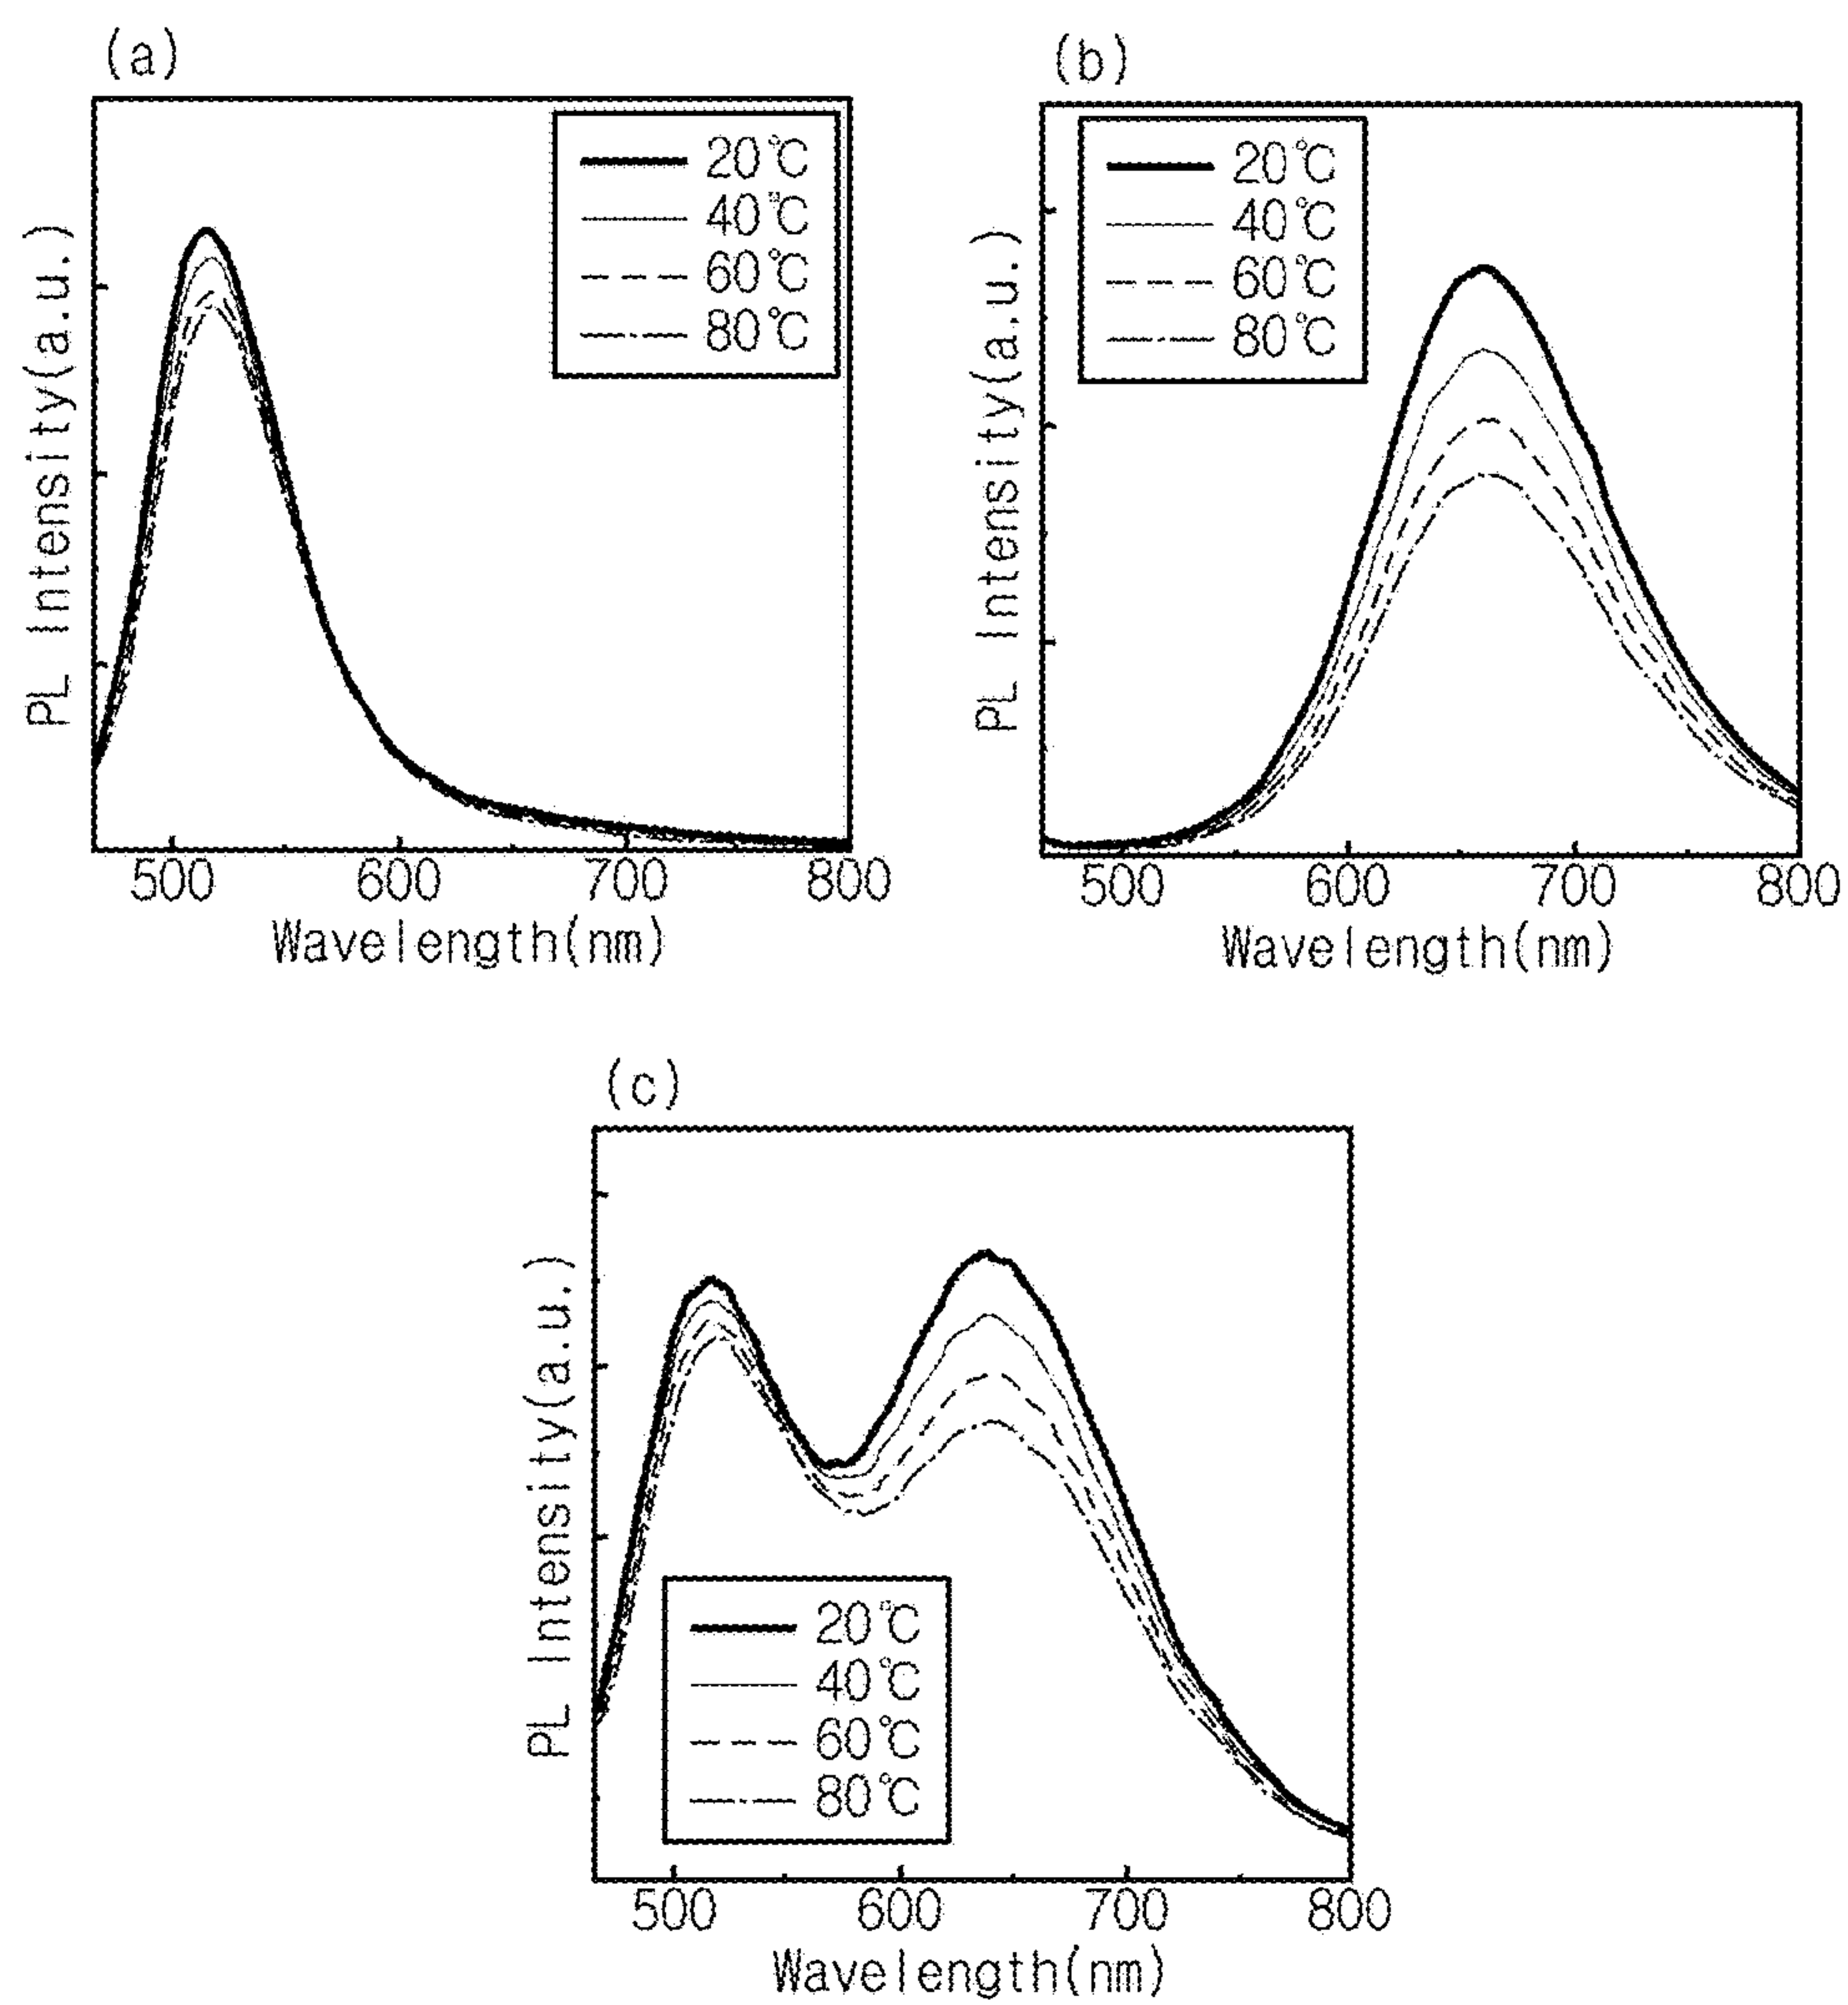 (a)
PL Intensity(a.u.)
20℃
40℃
60℃
80℃
500 600 700 800
Wavelength(nm)
(b)
PL Intensity(a.u.)
20℃
40℃
60℃
80℃
500 600 700 800
Wavelength(nm)
(c)
PL Intensity(a.u.)
20℃
40℃
60℃
80℃
500 600 700 800
Wavelength(nm)